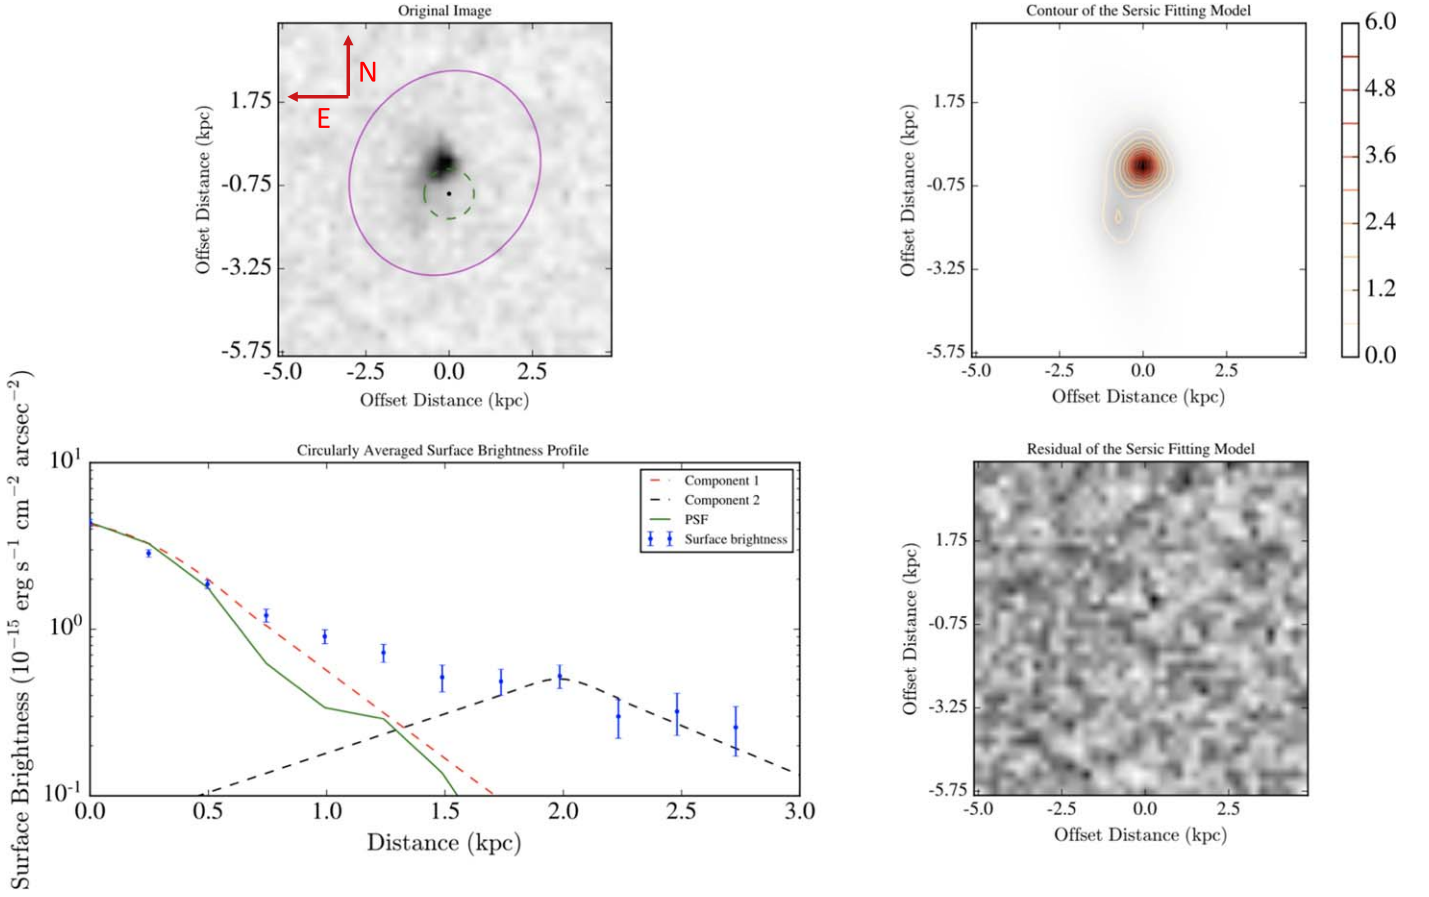 Original Image
N
E
1.75
-0.75
-3.25
-5.75
-5.0 -2.5 0.0 2.5
Offset Distance (kpc)
Offset Distance (kpc)
Contour of the Sersic Fitting Model
1.75
-0.75
-3.25
-5.75
-5.0 -2.5 0.0 2.5
Offset Distance (kpc)
Offset Distance (kpc)
6.0
4.8
3.6
2.4
1.2
0.0
Circularly Averaged Surface Brightness Profile
Component 1
Component 2
PSF
Surface brightness
10¹
10⁰
10⁻¹
0.0 0.5 1.0 1.5 2.0 2.5 3.0
Distance (kpc)
Surface Brightness (10⁻¹⁵ erg s⁻¹ cm⁻² arcsec⁻²)
Residual of the Sersic Fitting Model
1.75
-0.75
-3.25
-5.75
-5.0 -2.5 0.0 2.5
Offset Distance (kpc)
Offset Distance (kpc)